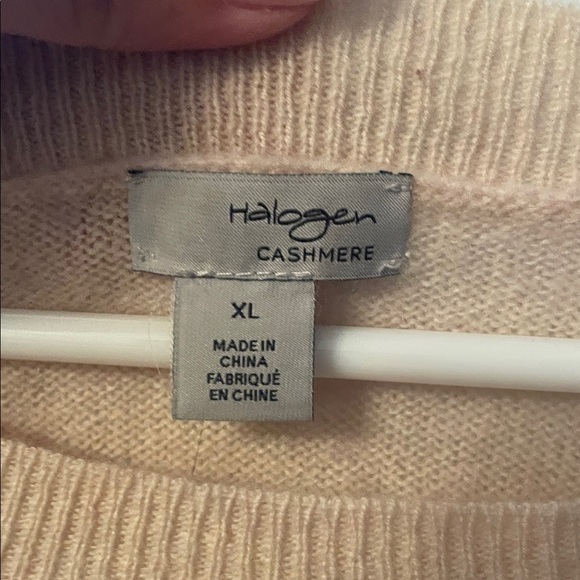 Halogen
CASHMERE
XL
MADE IN
CHINA
FABRIQUÉ
EN CHINE